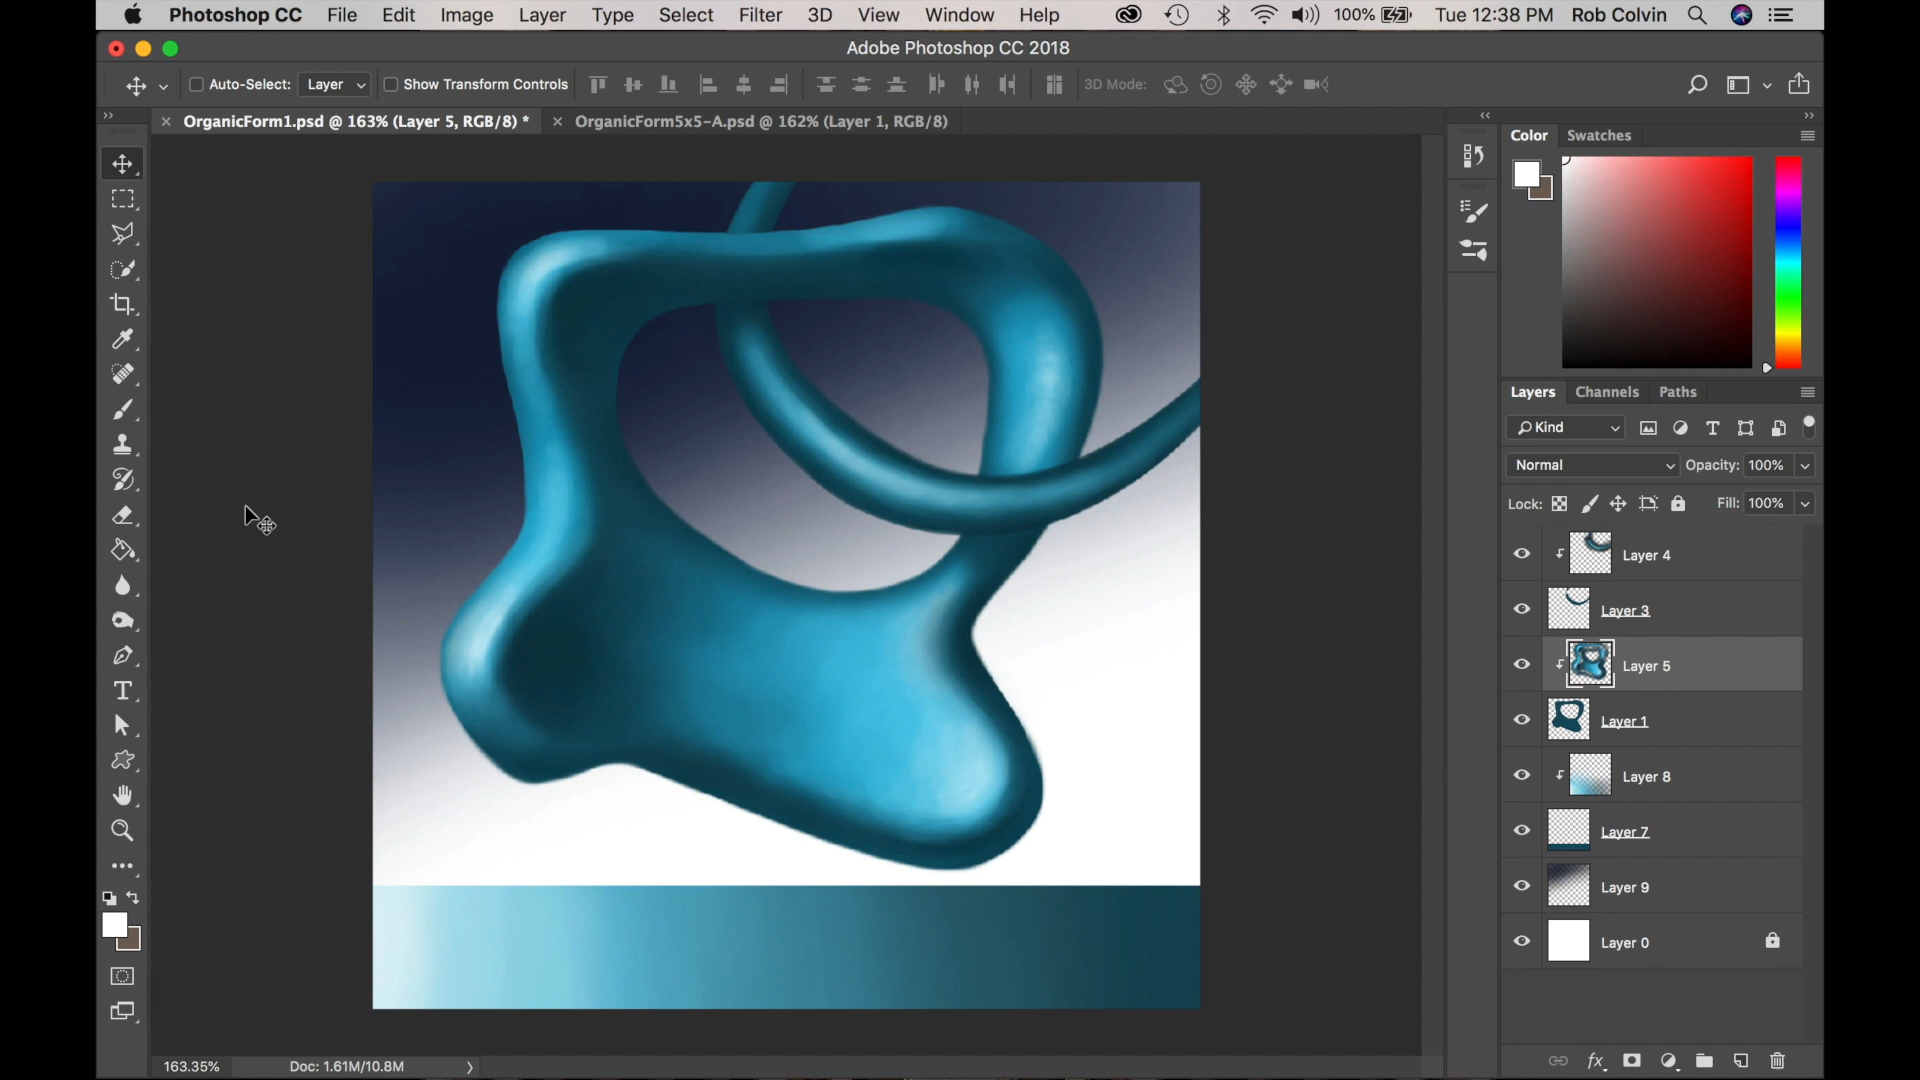 Photoshop CC File Edit Image Layer Type Select Filter 3D View Window Help 100% Tue 12:38 PM Rob Colvin
Adobe Photoshop CC 2018
Auto-Select: Layer Show Transform Controls 3D Mode:
OrganicForm1.psd @ 163% (Layer 5, RGB/8) * OrganicForm5x5-A.psd @ 162% (Layer 1, RGB/8)
Color Swatches
Layers Channels Paths
Kind
Normal Opacity: 100%
Lock: Fill: 100%
Layer 4
Layer 3
Layer 5
Layer 1
Layer 8
Layer 7
Layer 9
Layer 0
163.35% Doc: 1.61M/10.8M
fx